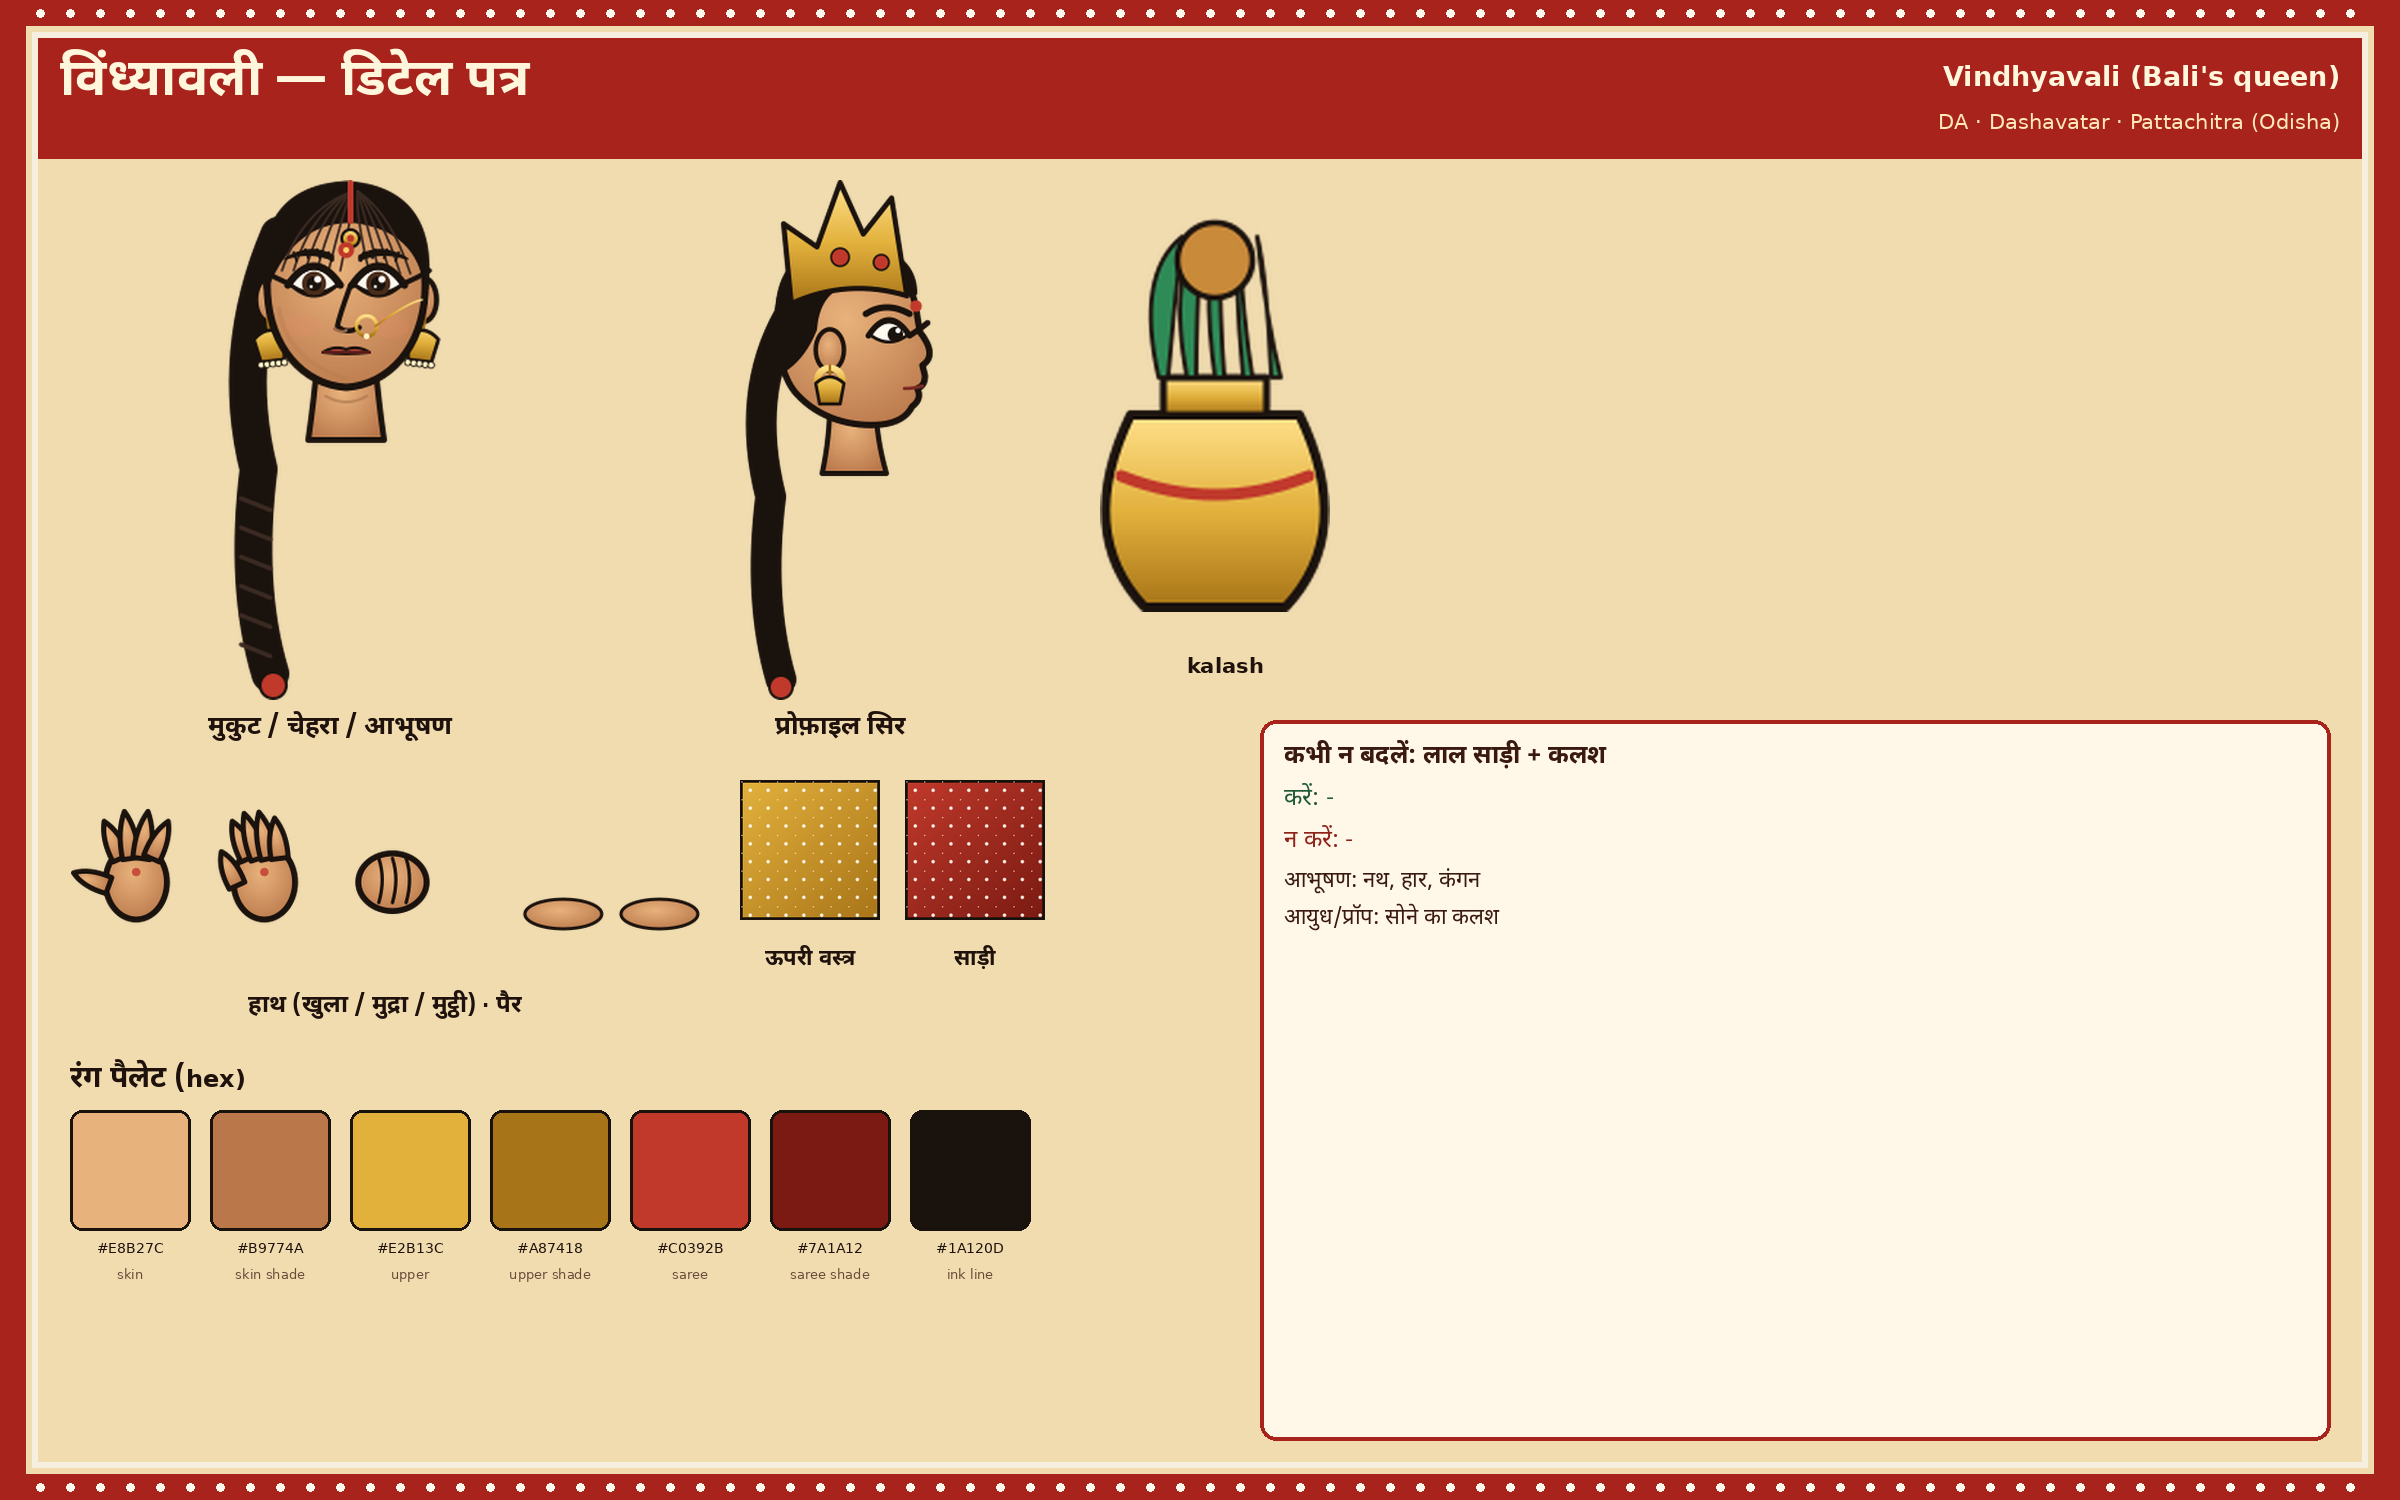 विंध्यावली — डिटेल पत्र
Vindhyavali (Bali's queen)
DA · Dashavatar · Pattachitra (Odisha)
kalash
मुकुट / चेहरा / आभूषण
प्रोफ़ाइल सिर
कभी न बदलें: लाल साड़ी + कलश
करें: -
न करें: -
आभूषण: नथ, हार, कंगन
आयुध/प्रॉप: सोने का कलश
ऊपरी वस्त्र
साड़ी
हाथ (खुला / मुद्रा / मुट्ठी) · पैर
रंग पैलेट (hex)
#E8B27C
#B9774A
#E2B13C
#A87418
#C0392B
#7A1A12
#1A120D
skin
skin shade
upper
upper shade
saree
saree shade
ink line